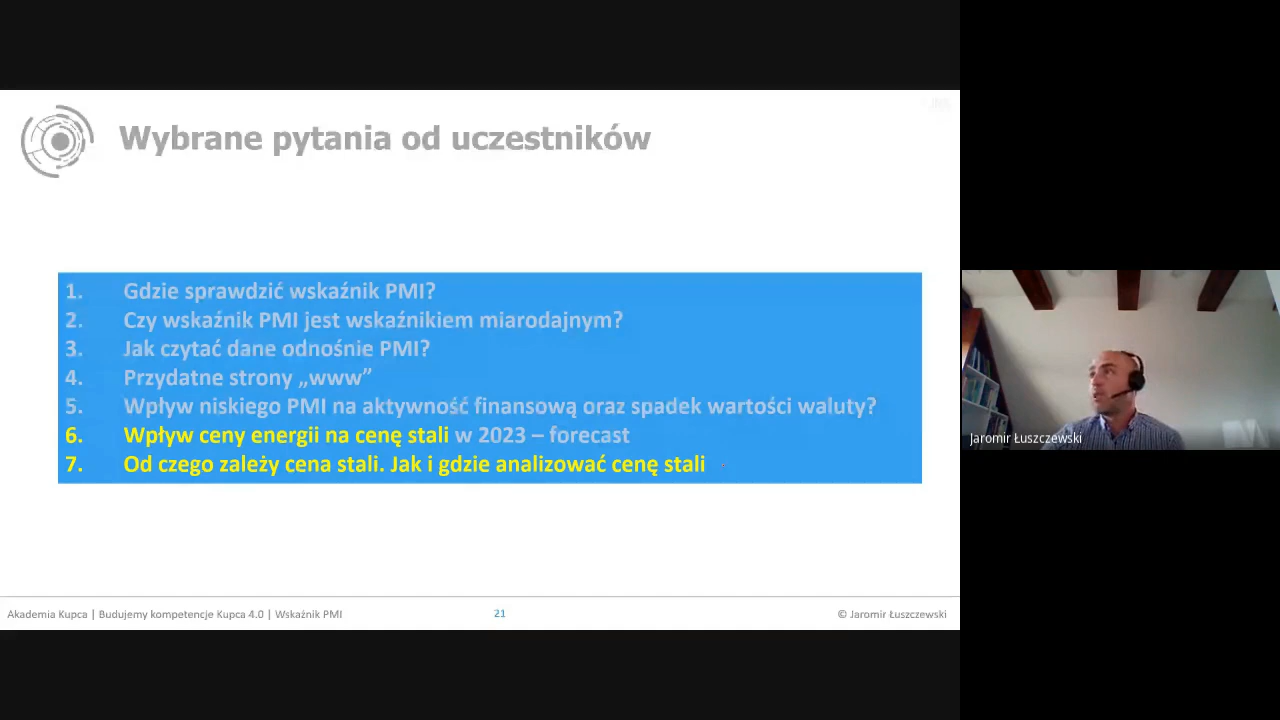 Wybrane pytania od uczestników
1. Gdzie sprawdzić wskaźnik PMI?
2. Czy wskaźnik PMI jest wskaźnikiem miarodajnym?
3. Jak czytać dane odnośnie PMI?
4. Przydatne strony „www”
5. Wpływ niskiego PMI na aktywność finansową oraz spadek wartości waluty?
6. Wpływ ceny energii na cenę stali w 2023 – forecast
7. Od czego zależy cena stali. Jak i gdzie analizować cenę stali
Akademia Kupca | Budujemy kompetencje Kupca 4.0 | Wskaźnik PMI
21
© Jaromir Łuszczewski
Jaromir Łuszczewski